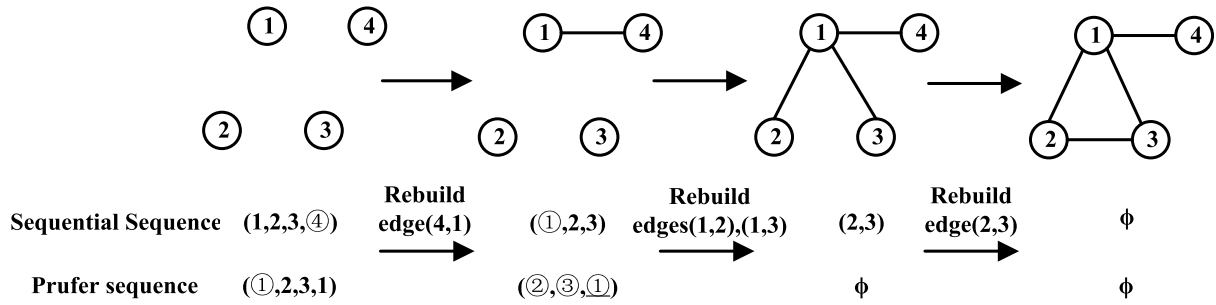 1 4 1 4 1 4 1 4
2 3 2 3 2 3 2 3
Rebuild Rebuild Rebuild
Sequential Sequence (1,2,3,④) edge(4,1) (①,2,3) edges(1,2),(1,3) (2,3) edge(2,3) ϕ
Prufer sequence (①,2,3,1) (②,③,①) ϕ ϕ